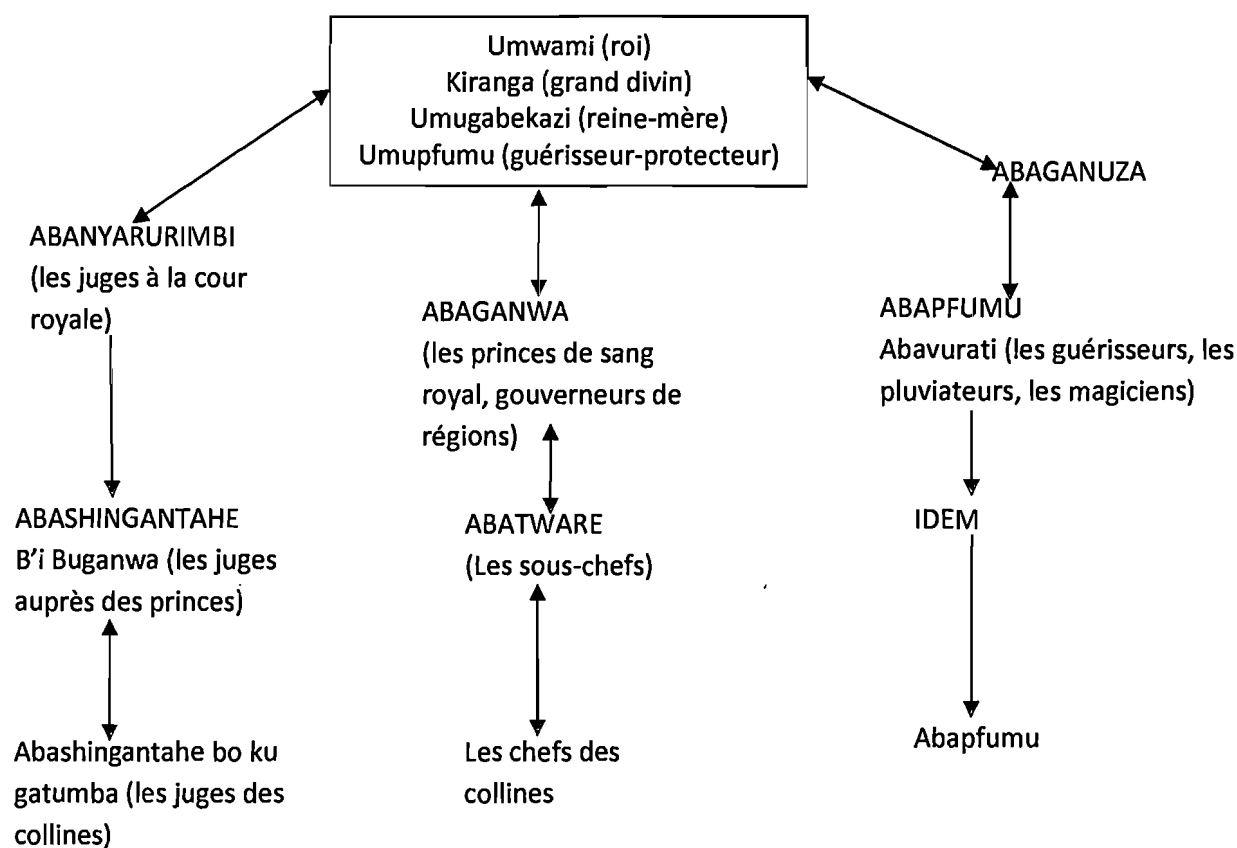 Umwami (roi)
Kiranga (grand divin)
Umugabekazi (reine-mère)
Umupfumu (guérisseur-protecteur)
ABAGANUZA
ABANYARURIMBI
(les juges à la cour
royale)
ABAGANWA
(les princes de sang
royal, gouverneurs de
régions)
ABAPFUMU
Abavurati (les guérisseurs, les
pluviateurs, les magiciens)
ABASHINGANTAHE
B'i Buganwa (les juges
auprès des princes)
ABATWARE
(Les sous-chefs)
IDEM
Abashingantahe bo ku
gatumba (les juges des
collines)
Les chefs des
collines
Abapfumu